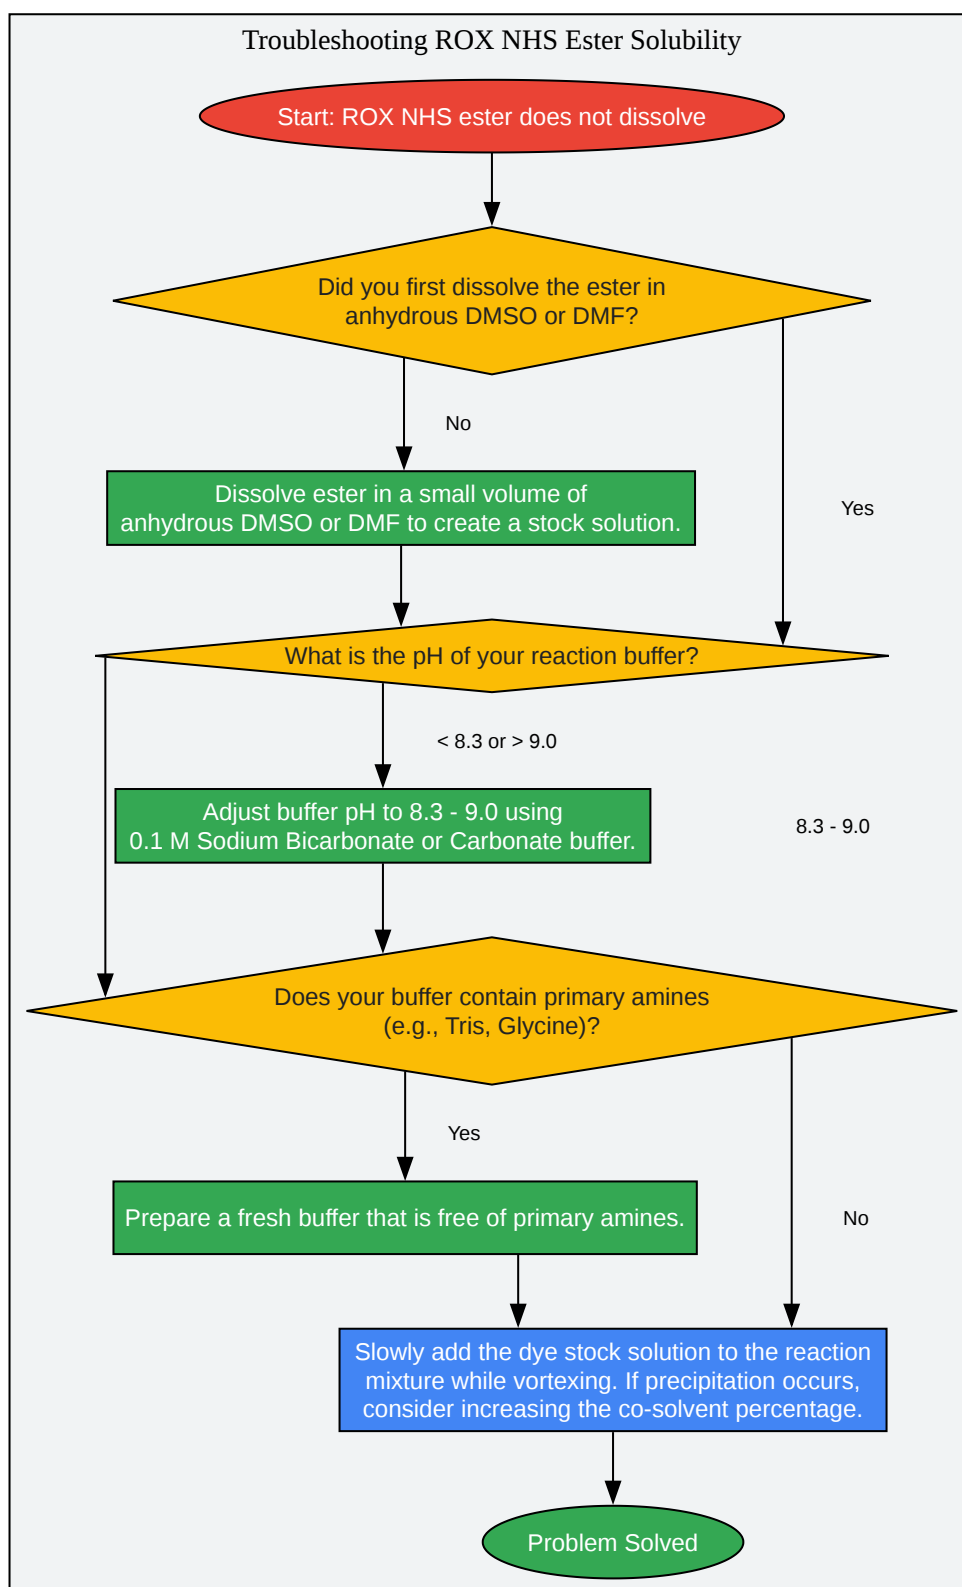 Troubleshooting ROX NHS Ester Solubility
Start: ROX NHS ester does not dissolve
Did you first dissolve the ester in
anhydrous DMSO or DMF?
No
Dissolve ester in a small volume of
anhydrous DMSO or DMF to create a stock solution.
Yes
What is the pH of your reaction buffer?
< 8.3 or > 9.0
Adjust buffer pH to 8.3 - 9.0 using
0.1 M Sodium Bicarbonate or Carbonate buffer.
8.3 - 9.0
Does your buffer contain primary amines
(e.g., Tris, Glycine)?
Yes
Prepare a fresh buffer that is free of primary amines.
No
Slowly add the dye stock solution to the reaction
mixture while vortexing. If precipitation occurs,
consider increasing the co-solvent percentage.
Problem Solved